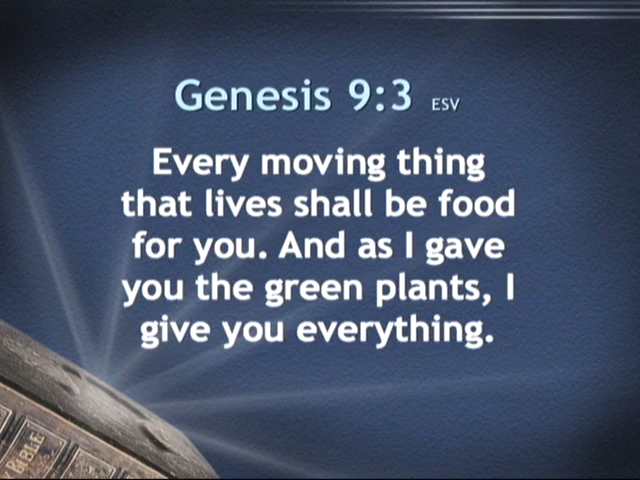 Genesis 9:3 ESV
Every moving thing
that lives shall be food
for you. And as I gave
you the green plants, I
give you everything.
BIBLE